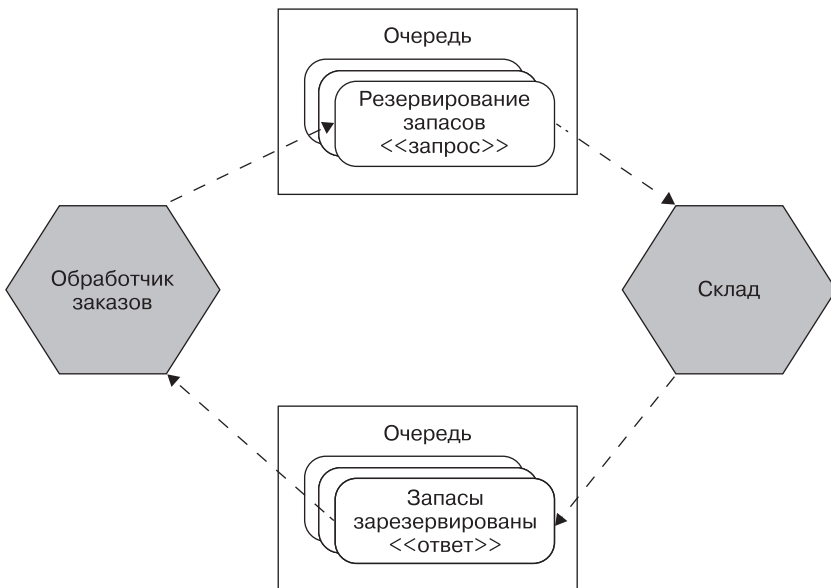 Очередь
Резервирование
запасов
<<запрос>>
Обработчик
заказов
Склад
Очередь
Запасы
зарезервированы
<<ответ>>